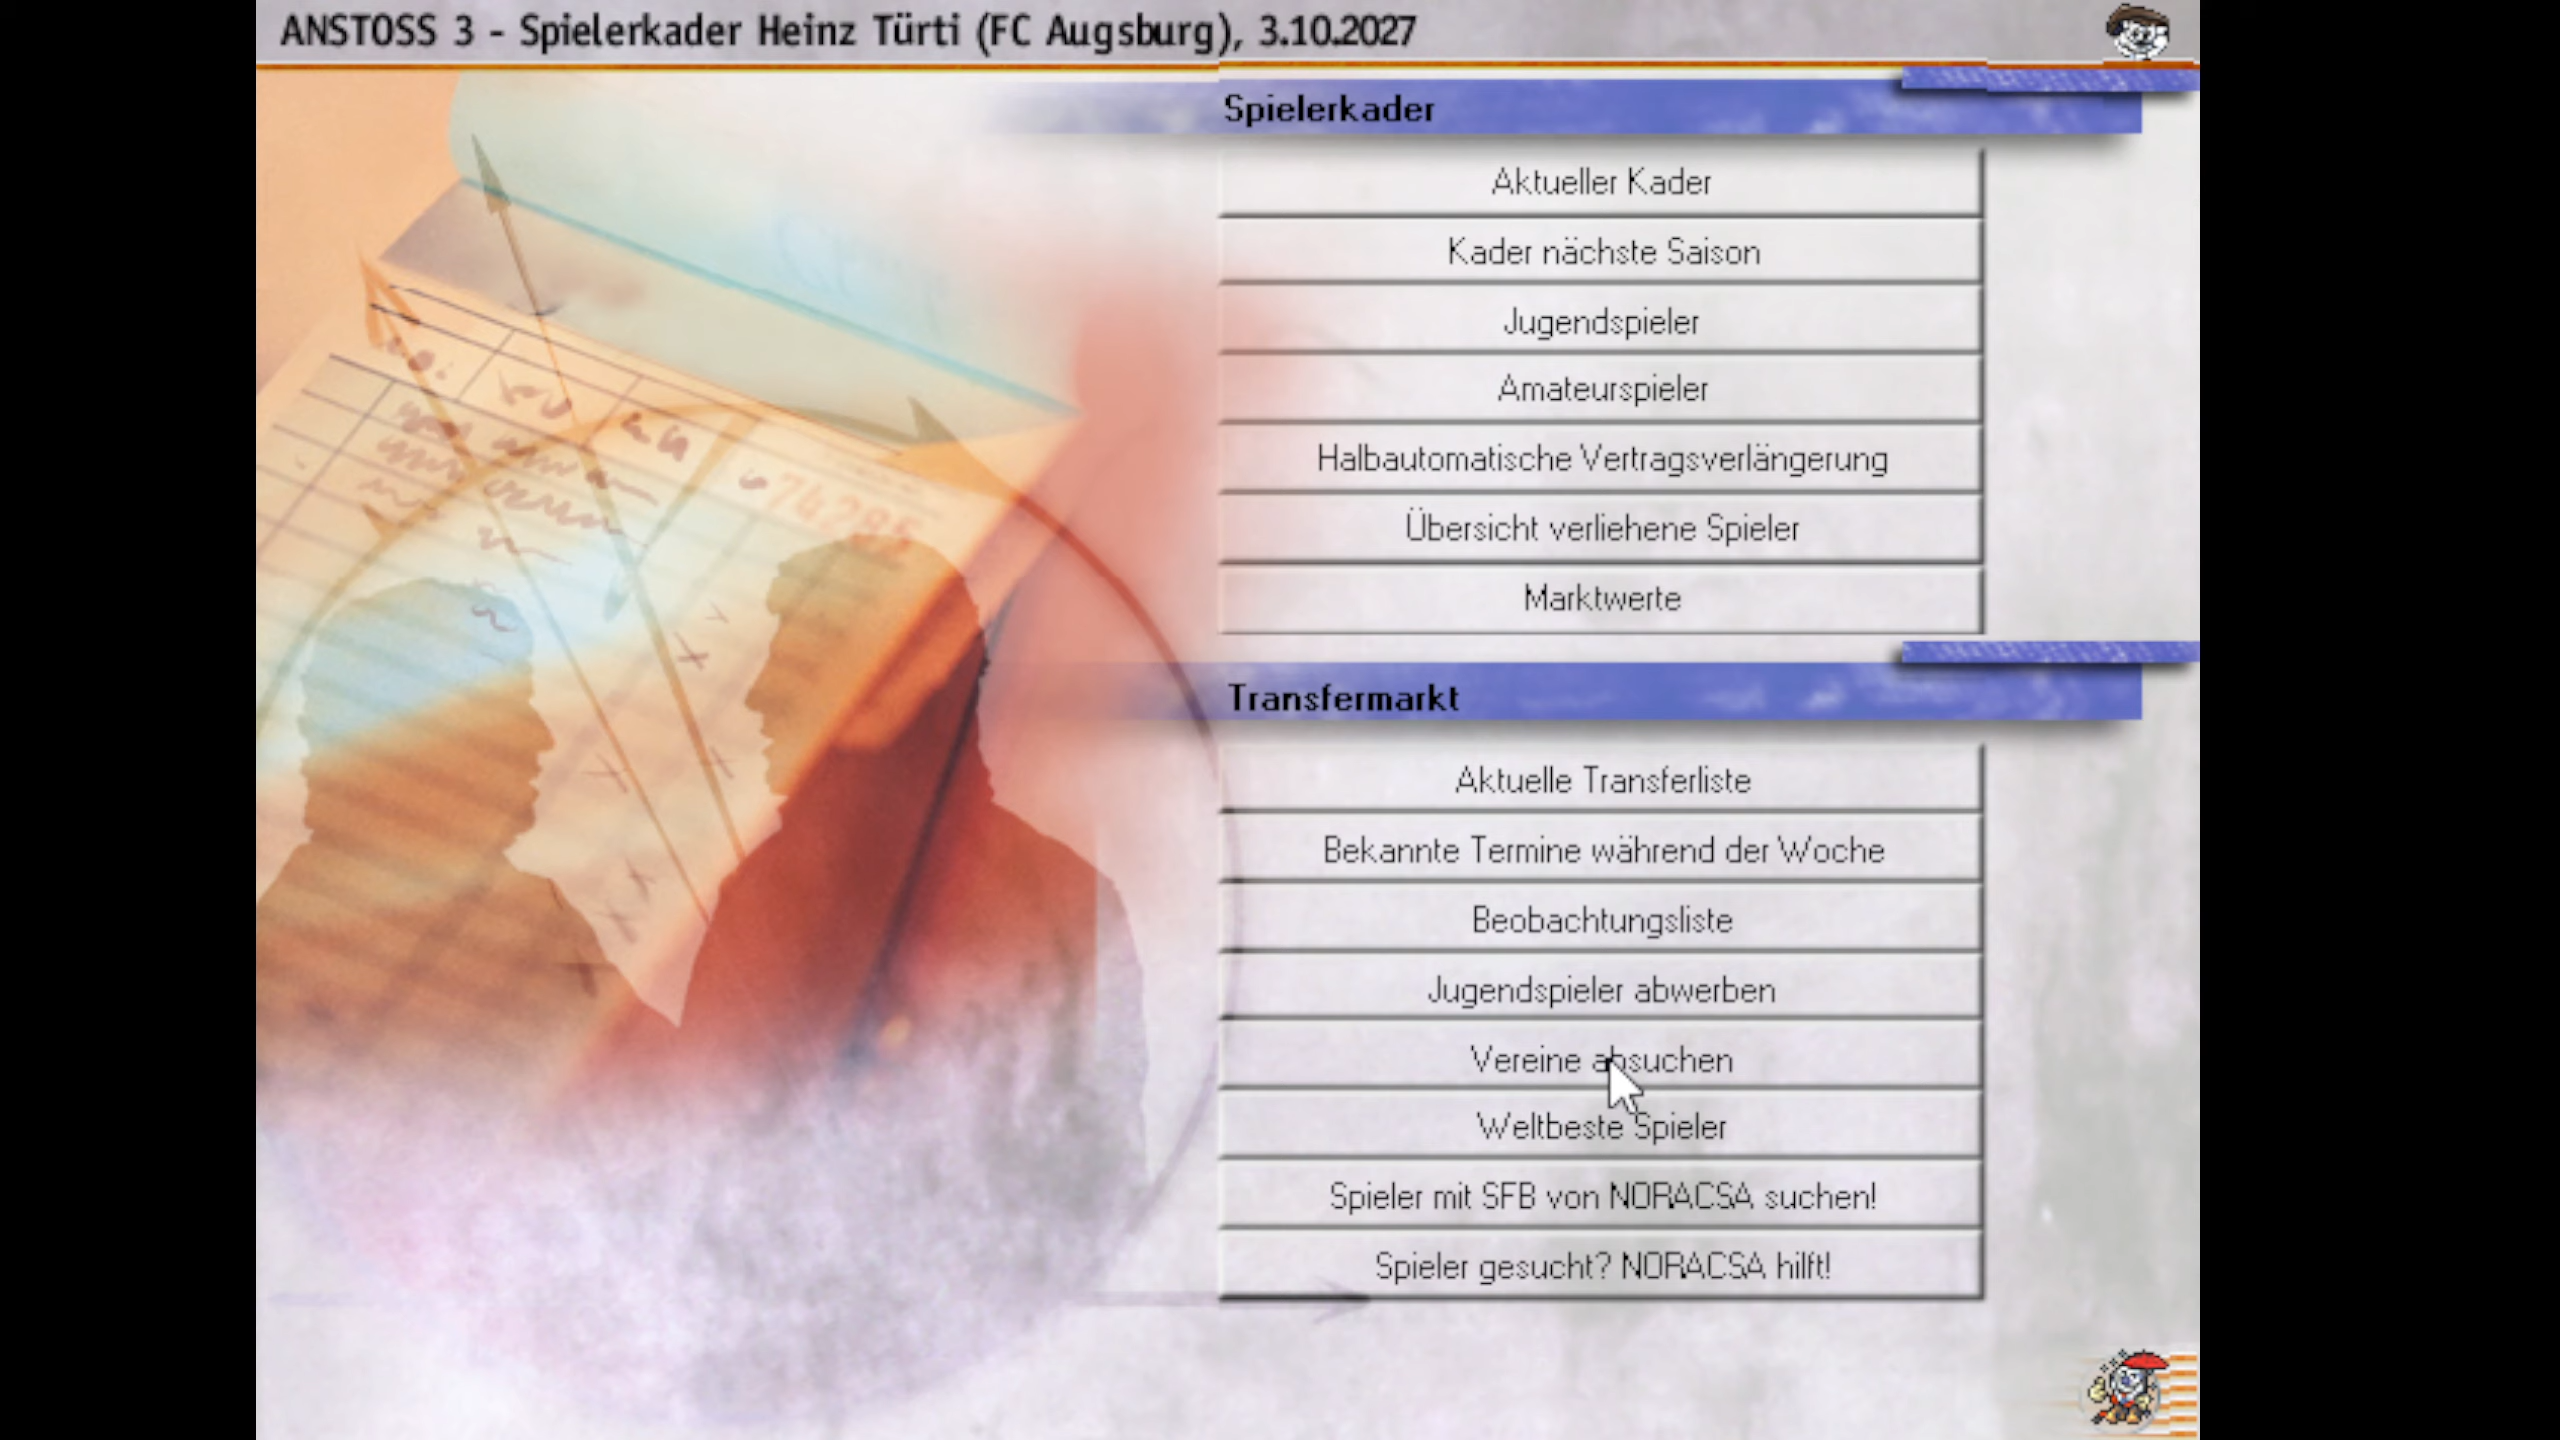 ANSTOSS 3 - Spielerkader Heinz Türti (FC Augsburg), 3.10.2027
Spielerkader
Aktueller Kader
Kader nächste Saison
Jugendspieler
Amateurspieler
Halbautomatische Vertragsverlängerung
Übersicht verliehene Spieler
Marktwerte
Transfermarkt
Aktuelle Transferliste
Bekannte Termine während der Woche
Beobachtungsliste
Jugendspieler abwerben
Vereine absuchen
Weltbeste Spieler
Spieler mit SFB von NORACSA suchen!
Spieler gesucht? NORACSA hilft!
74285